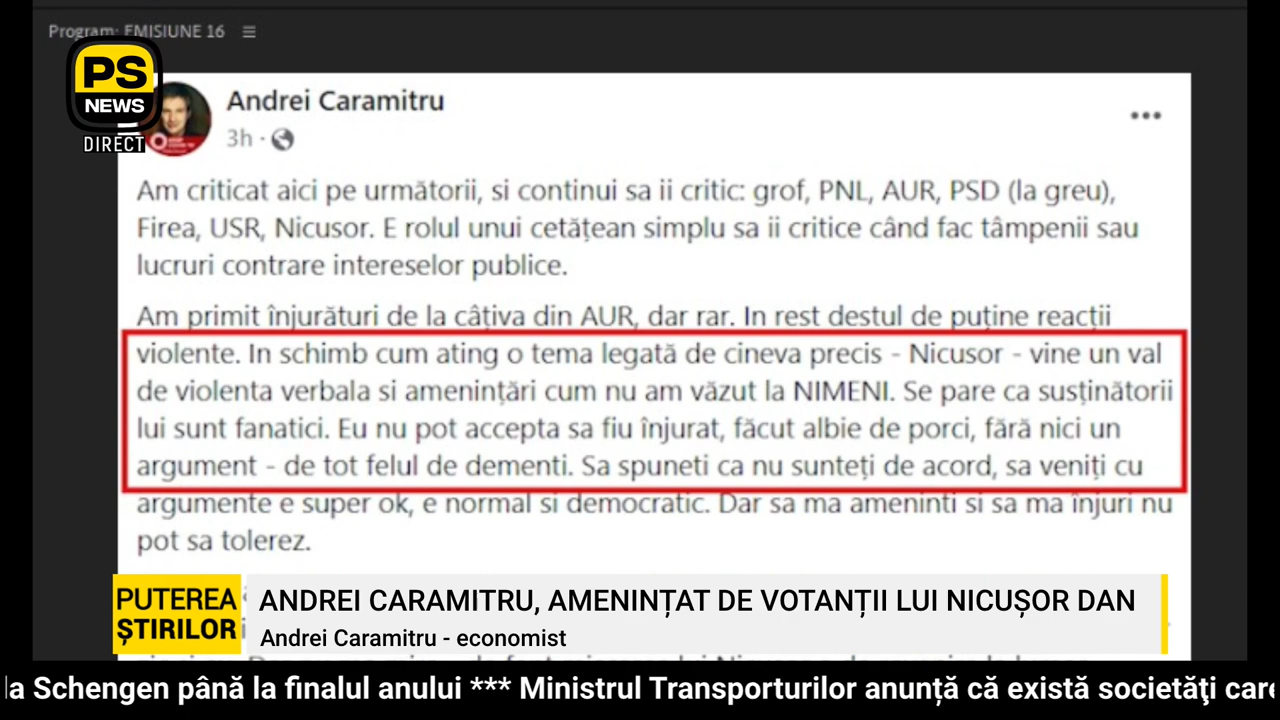 Program: EMISIUNE 16
PS
NEWS
DIRECT
Andrei Caramitru
3h
Am criticat aici pe următorii, si continui sa ii critic: grof, PNL, AUR, PSD (la greu),
Firea, USR, Nicusor. E rolul unui cetățean simplu sa ii critice când fac tâmpenii sau
lucruri contrare intereselor publice.
Am primit înjurături de la câțiva din AUR, dar rar. In rest destul de puține reacții
violente. In schimb cum ating o tema legată de cineva precis - Nicusor - vine un val
de violenta verbala si amenințări cum nu am văzut la NIMENI. Se pare ca susținătorii
lui sunt fanatici. Eu nu pot accepta sa fiu înjurat, făcut albie de porci, fără nici un
argument - de tot felul de dementi. Sa spuneti ca nu sunteți de acord, sa veniți cu
argumente e super ok, e normal si democratic. Dar sa ma ameninti si sa ma înjuri nu
pot sa tolerez.
PUTEREA
ȘTIRILOR
ANDREI CARAMITRU, AMENINȚAT DE VOTANȚII LUI NICUȘOR DAN
Andrei Caramitru - economist
la Schengen până la finalul anului *** Ministrul Transporturilor anunță că există societăţi care